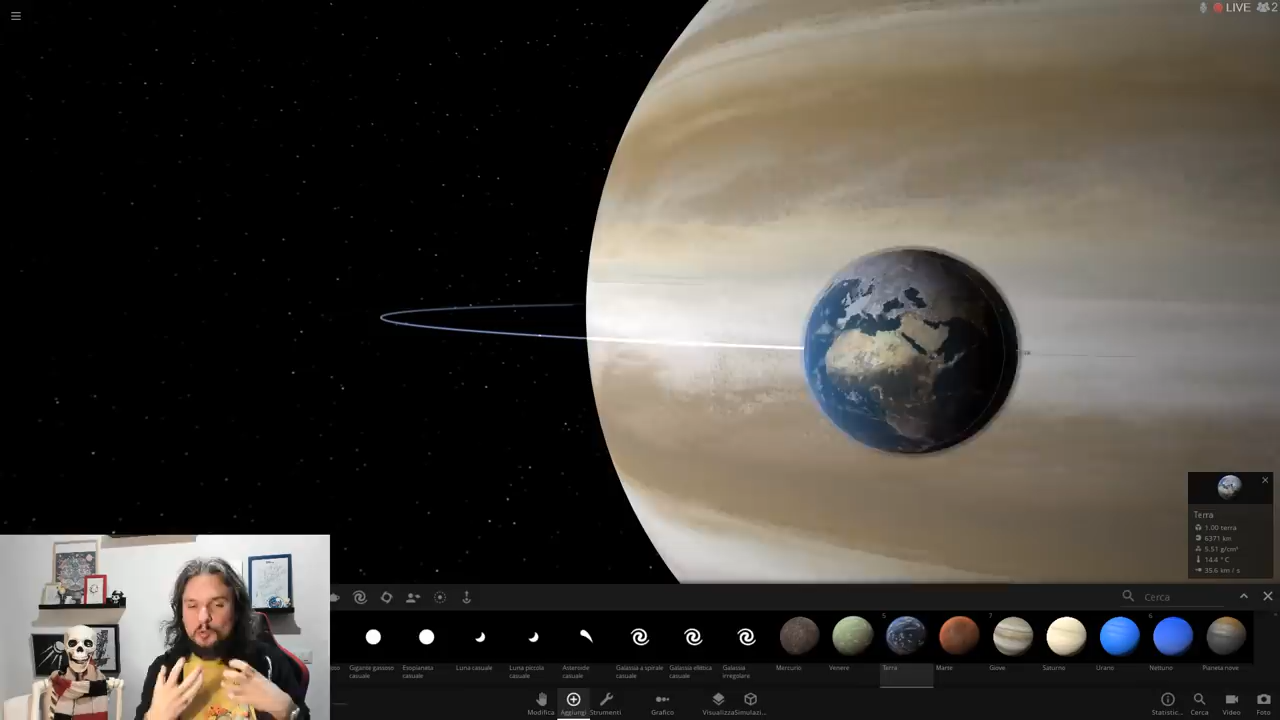 LIVE 2
Terra
1.00 terra
6371 km
5.51 g/cm³
14.4 °C
35.6 km / s
Cerca
5
7
6
Gigante gassoso casuale
Esopianeta casuale
Luna casuale
Luna piccola casuale
Asteroide casuale
Galassia a spirale casuale
Galassia ellittica casuale
Galassia irregolare
Mercurio
Venere
Terra
Marte
Giove
Saturno
Urano
Nettuno
Pianeta nove
Modifica
Aggiungi
Strumenti
Grafico
Visualizza
Simulazi...
Statistic...
Cerca
Video
Foto